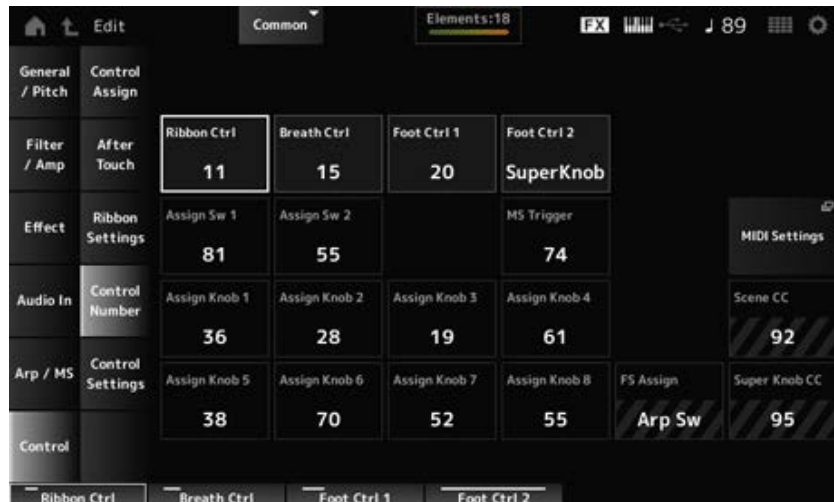 Edit
Common
Elements:18
FX
♩ 89
General
/ Pitch
Control
Assign
Filter
/ Amp
After
Touch
Ribbon Ctrl
11
Breath Ctrl
15
Foot Ctrl 1
20
Foot Ctrl 2
SuperKnob
Effect
Ribbon
Settings
Assign Sw 1
81
Assign Sw 2
55
MS Trigger
74
MIDI Settings
Audio In
Control
Number
Assign Knob 1
36
Assign Knob 2
28
Assign Knob 3
19
Assign Knob 4
61
Scene CC
92
Arp / MS
Control
Settings
Assign Knob 5
38
Assign Knob 6
70
Assign Knob 7
52
Assign Knob 8
55
FS Assign
Arp Sw
Super Knob CC
95
Control
Ribbon Ctrl
Breath Ctrl
Foot Ctrl 1
Foot Ctrl 2